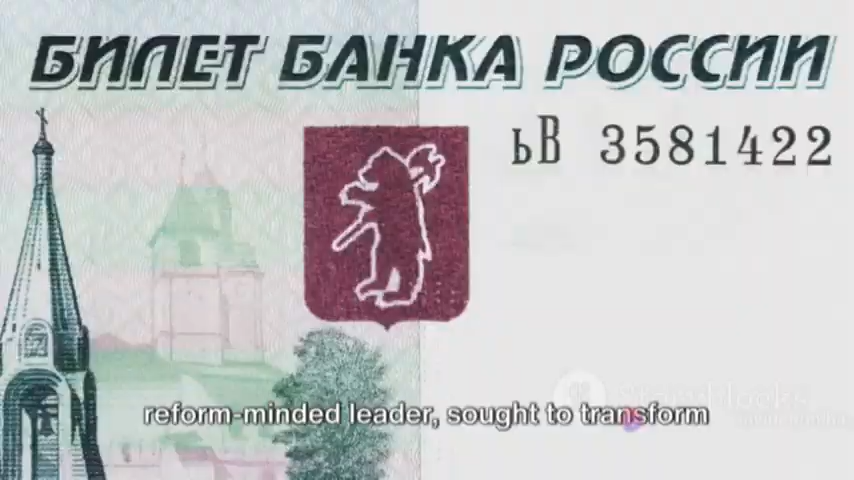 БИЛЕТ БАНКА РОССИИ
ьВ 3581422
reform-minded leader, sought to transform